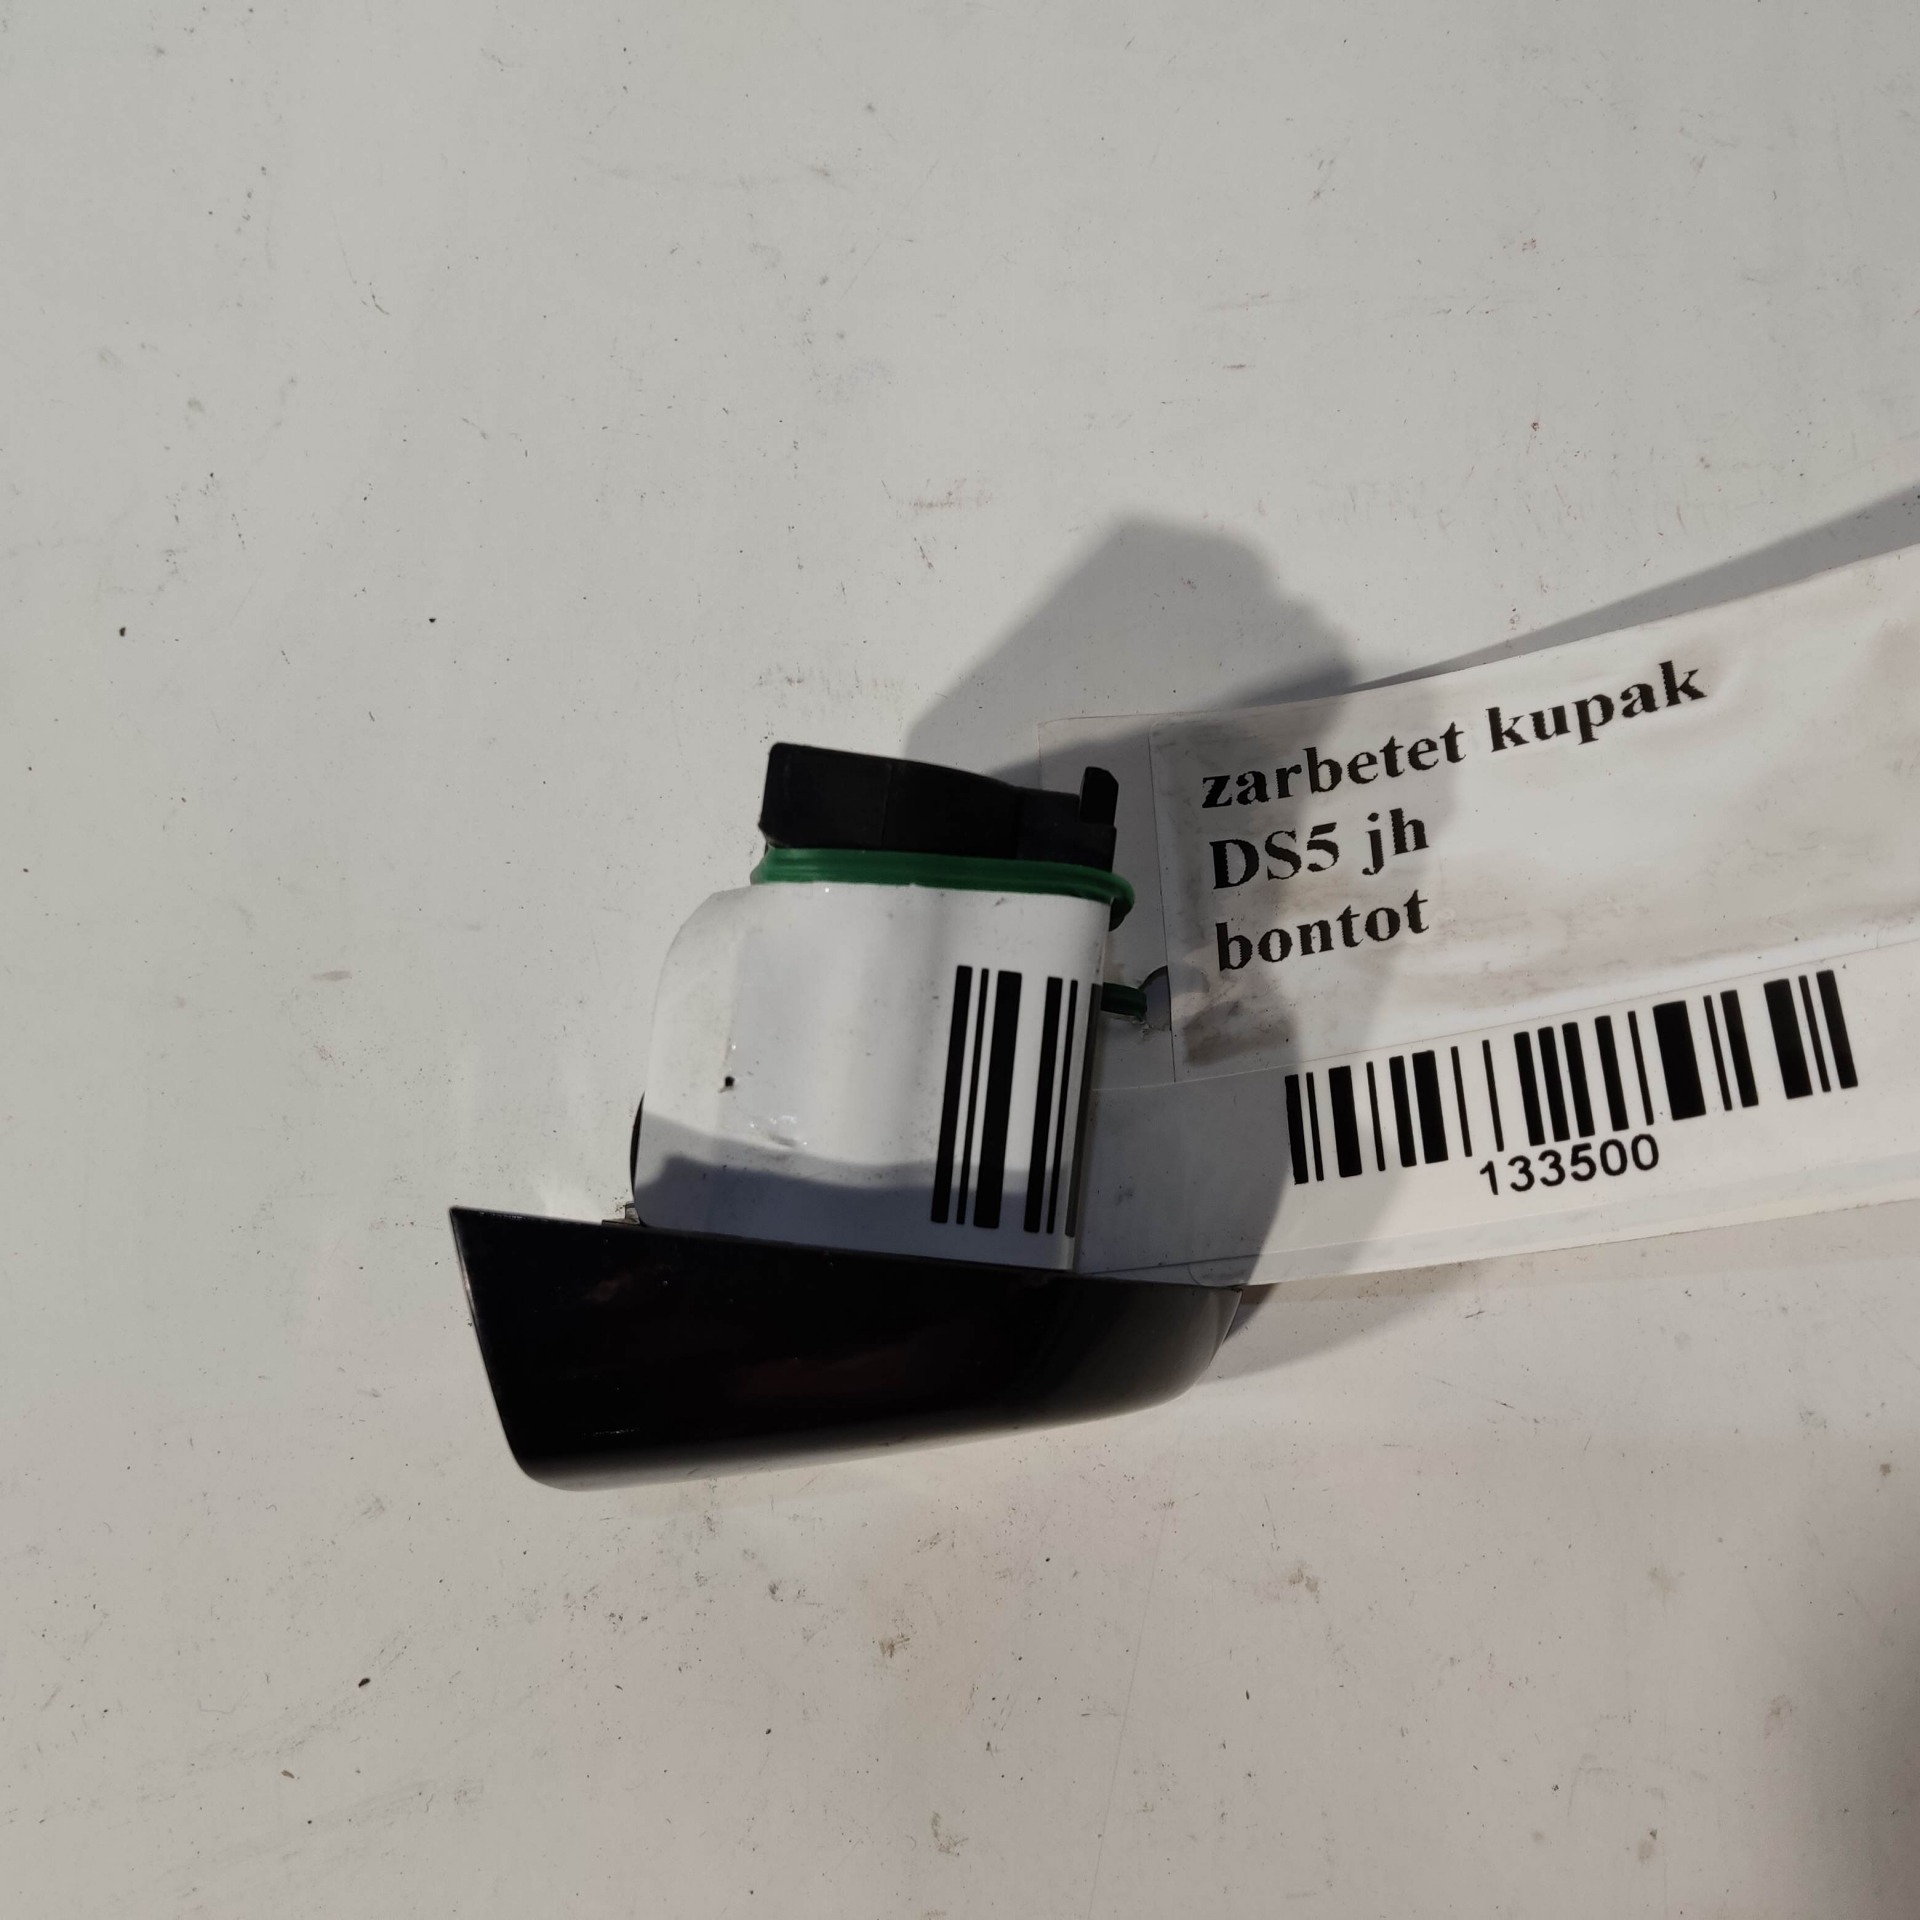 zarbetet kupak
DS5 jh
bontot
133500